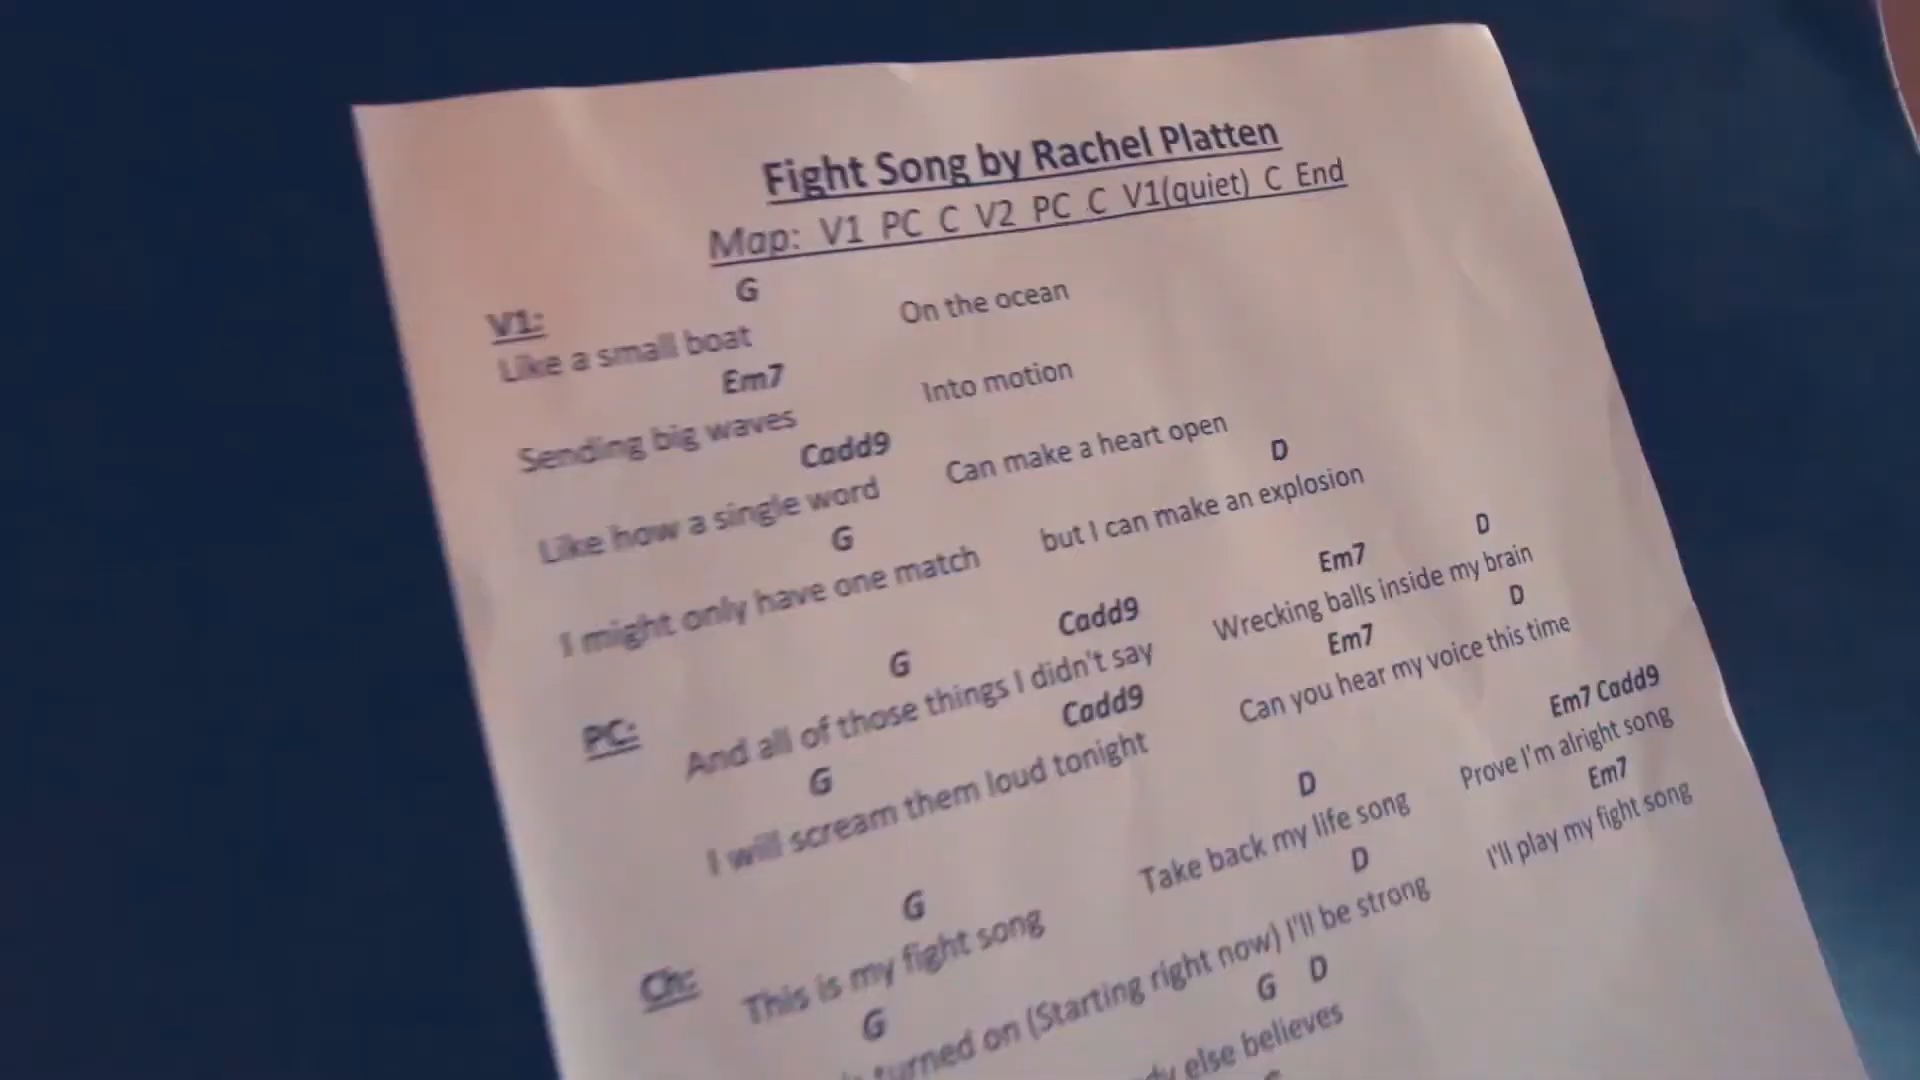 Fight Song by Rachel Platten
Map: V1 PC C V2 PC C V1(quiet) C End
V1: G
Like a small boat On the ocean
Em7
Sending big waves Into motion
Cadd9
Like how a single word Can make a heart open
G D
I might only have one match but I can make an explosion
PC: G Cadd9 Em7 D
And all of those things I didn't say Wrecking balls inside my brain
G Cadd9 Em7 D
I will scream them loud tonight Can you hear my voice this time
Ch: G D Em7 Cadd9
This is my fight song Take back my life song Prove I'm alright song
G D Em7
turned on (Starting right now) I'll be strong I'll play my fight song
G D
else believes